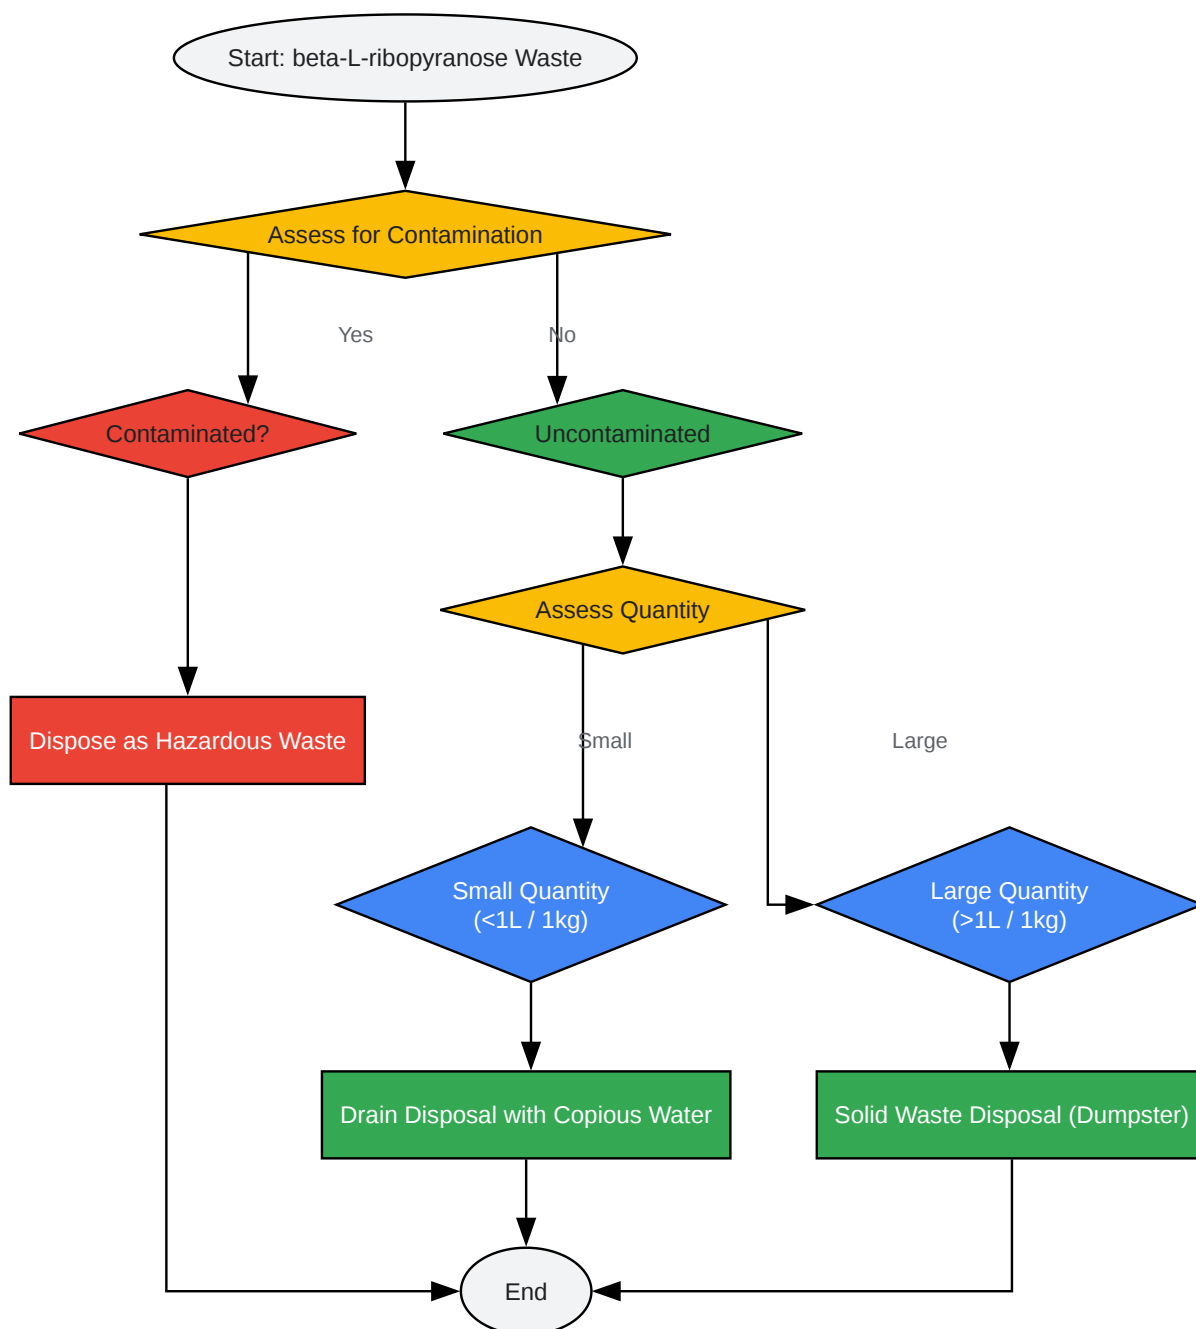 Start: beta-L-ribopyranose Waste
Assess for Contamination
Yes
No
Contaminated?
Uncontaminated
Assess Quantity
Dispose as Hazardous Waste
Small
Large
Small Quantity
(<1L / 1kg)
Large Quantity
(>1L / 1kg)
Drain Disposal with Copious Water
Solid Waste Disposal (Dumpster)
End